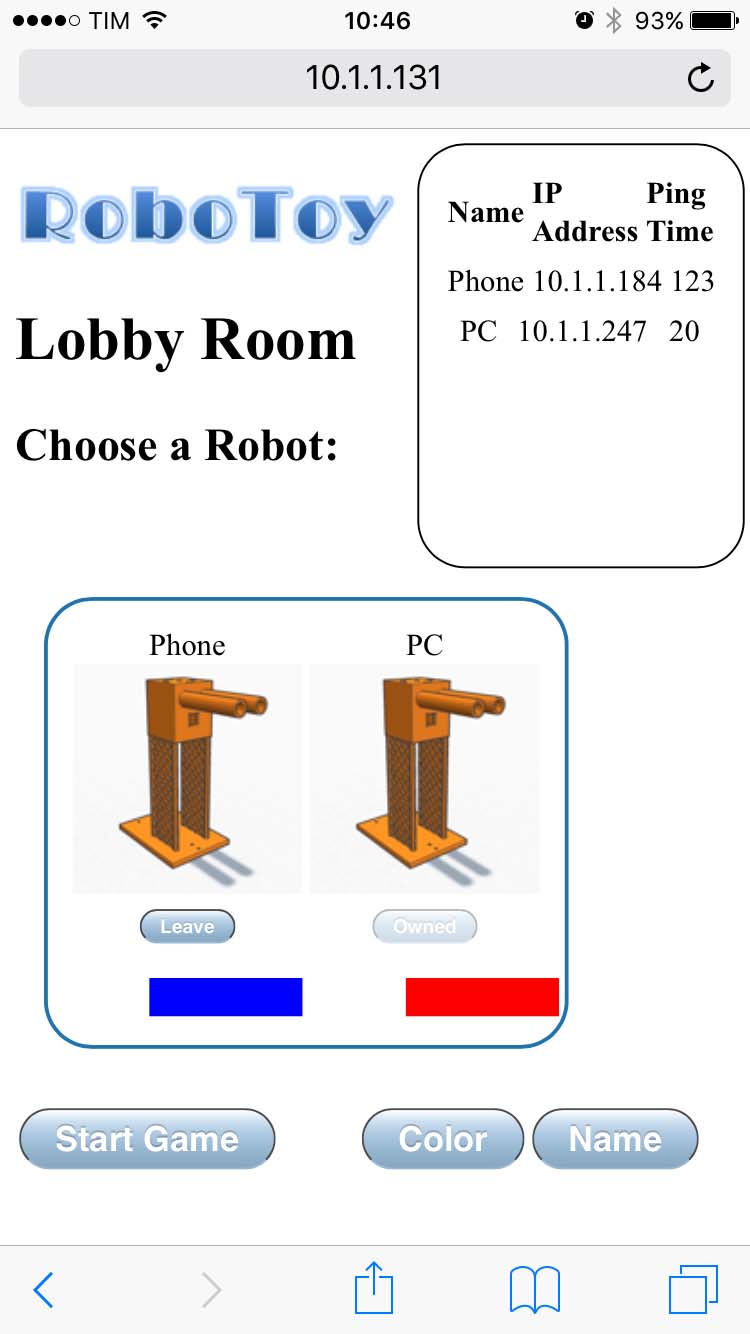 TIM 10:46 93%
10.1.1.131
RoboToy
Lobby Room
Choose a Robot:
Name IP Address Ping Time
Phone 10.1.1.184 123
PC 10.1.1.247 20
Phone PC
Leave Owned
Start Game Color Name